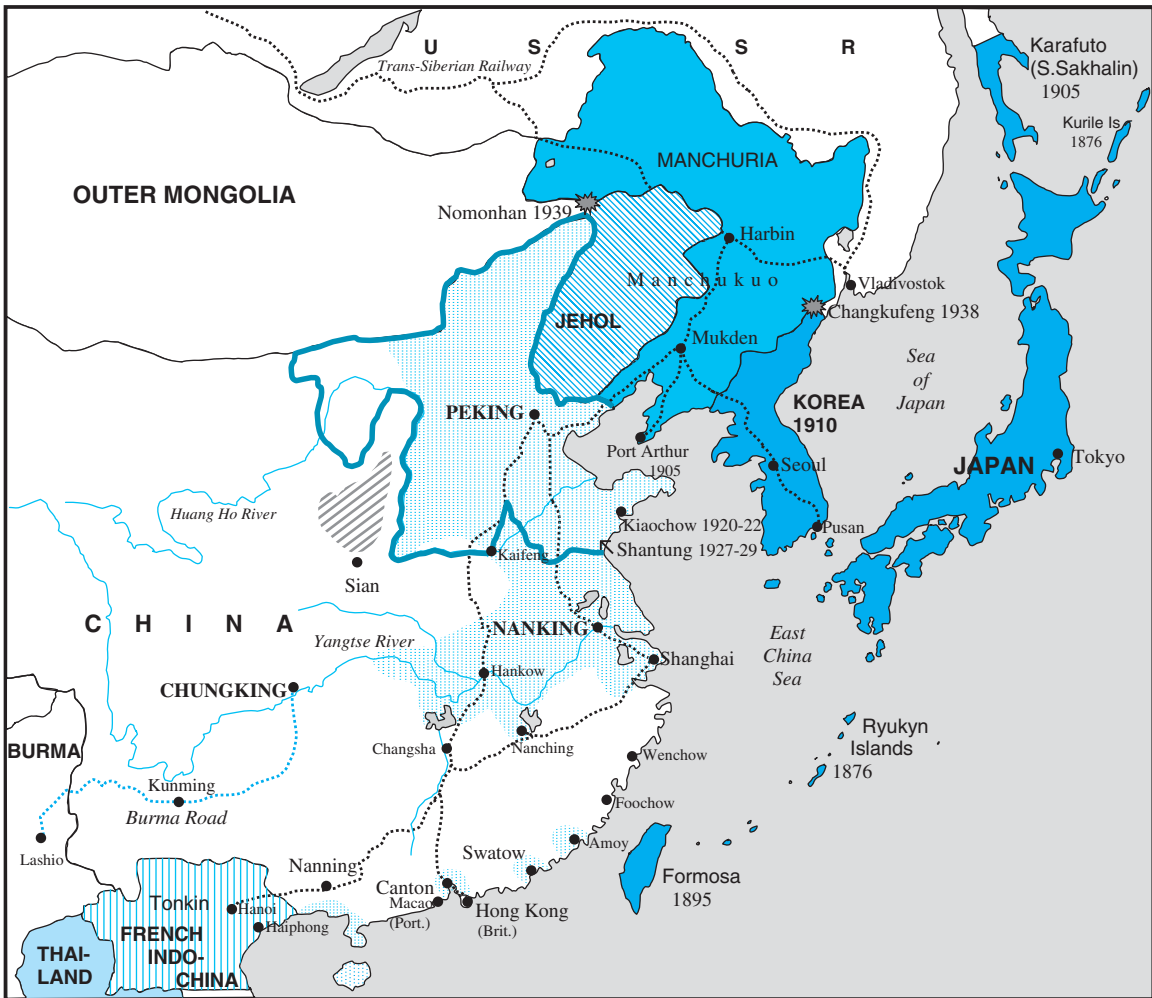 U S S R
Trans-Siberian Railway
Karafuto
(S.Sakhalin)
1905
Kurile Is
1876
MANCHURIA
OUTER MONGOLIA
Nomonhan 1939
Harbin
Manchukuo
Vladivostok
Changkufeng 1938
JEHOL
Mukden
Sea
of
Japan
PEKING
KOREA
1910
Port Arthur
1905
Seoul
JAPAN
Tokyo
Huang Ho River
Kiaochow 1920-22
Pusan
Shantung 1927-29
Kaifeng
Sian
C H I N A
Yangtse River
NANKING
East
China
Sea
Shanghai
Hankow
CHUNGKING
Ryukyn
Islands
1876
BURMA
Changsha
Nanching
Wenchow
Kunming
Burma Road
Foochow
Lashio
Amoy
Nanning
Swatow
Formosa
1895
Canton
Macao
(Port.)
Hong Kong
(Brit.)
Tonkin
Hanoi
Haiphong
FRENCH
INDO-
CHINA
THAI-
LAND